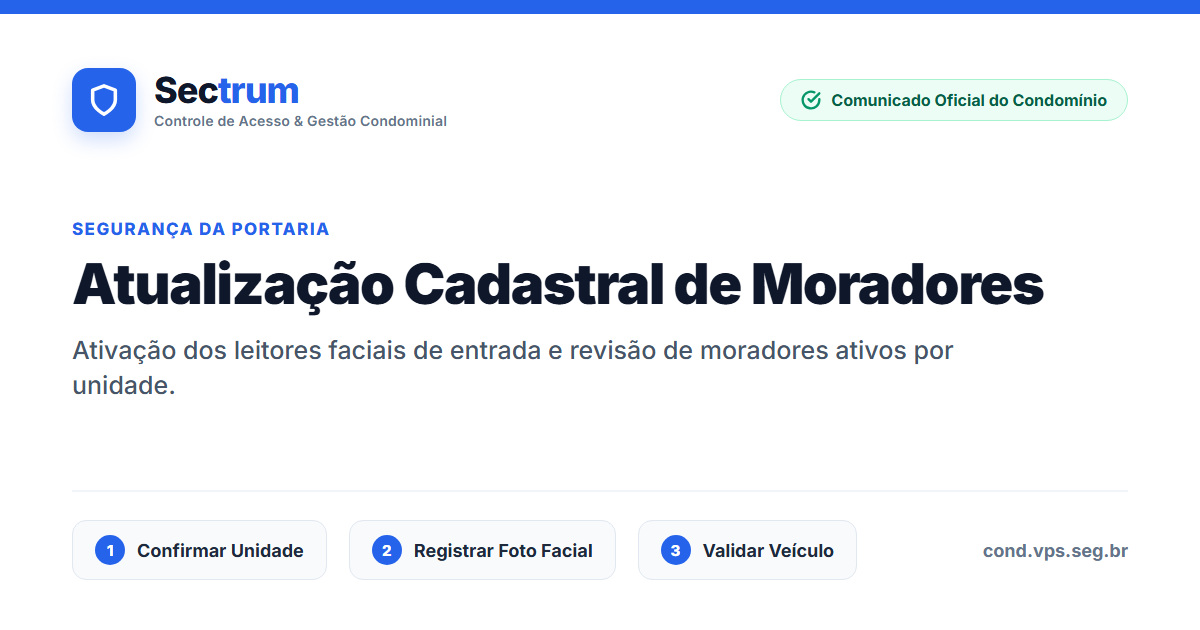 Sectrum
Controle de Acesso & Gestão Condominial
Comunicado Oficial do Condomínio
SEGURANÇA DA PORTARIA
Atualização Cadastral de Moradores
Ativação dos leitores faciais de entrada e revisão de moradores ativos por
unidade.
1 Confirmar Unidade
2 Registrar Foto Facial
3 Validar Veículo
cond.vps.seg.br